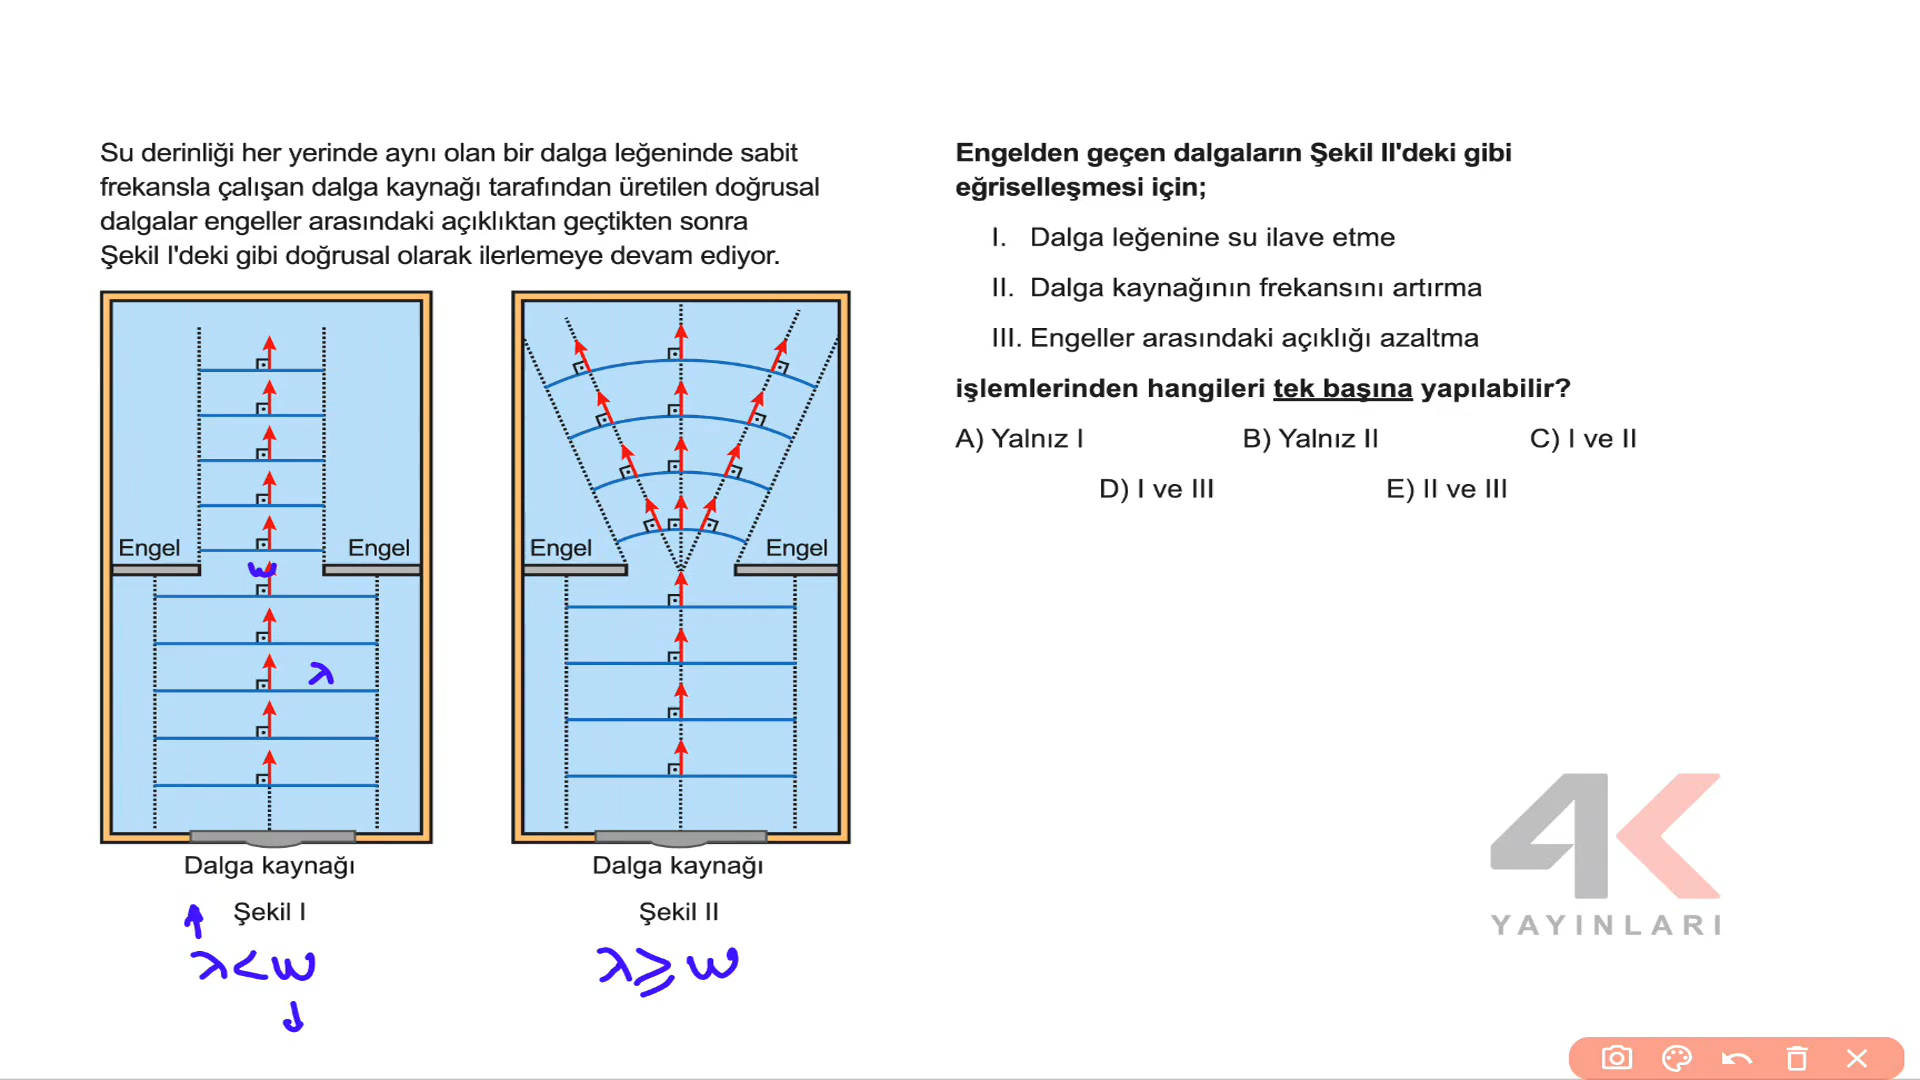 Su derinliği her yerinde aynı olan bir dalga leğeninde sabit
frekansla çalışan dalga kaynağı tarafından üretilen doğrusal
dalgalar engeller arasındaki açıklıktan geçtikten sonra
Şekil I'deki gibi doğrusal olarak ilerlemeye devam ediyor.
Engel
Engel
w
λ
Dalga kaynağı
Şekil I
λ < w
Engel
Engel
Dalga kaynağı
Şekil II
λ ≥ w
Engelden geçen dalgaların Şekil II'deki gibi
eğriselleşmesi için;
I. Dalga leğenine su ilave etme
II. Dalga kaynağının frekansını artırma
III. Engeller arasındaki açıklığı azaltma
işlemlerinden hangileri tek başına yapılabilir?
A) Yalnız I B) Yalnız II C) I ve II
D) I ve III E) II ve III
4K
YAYINLARI